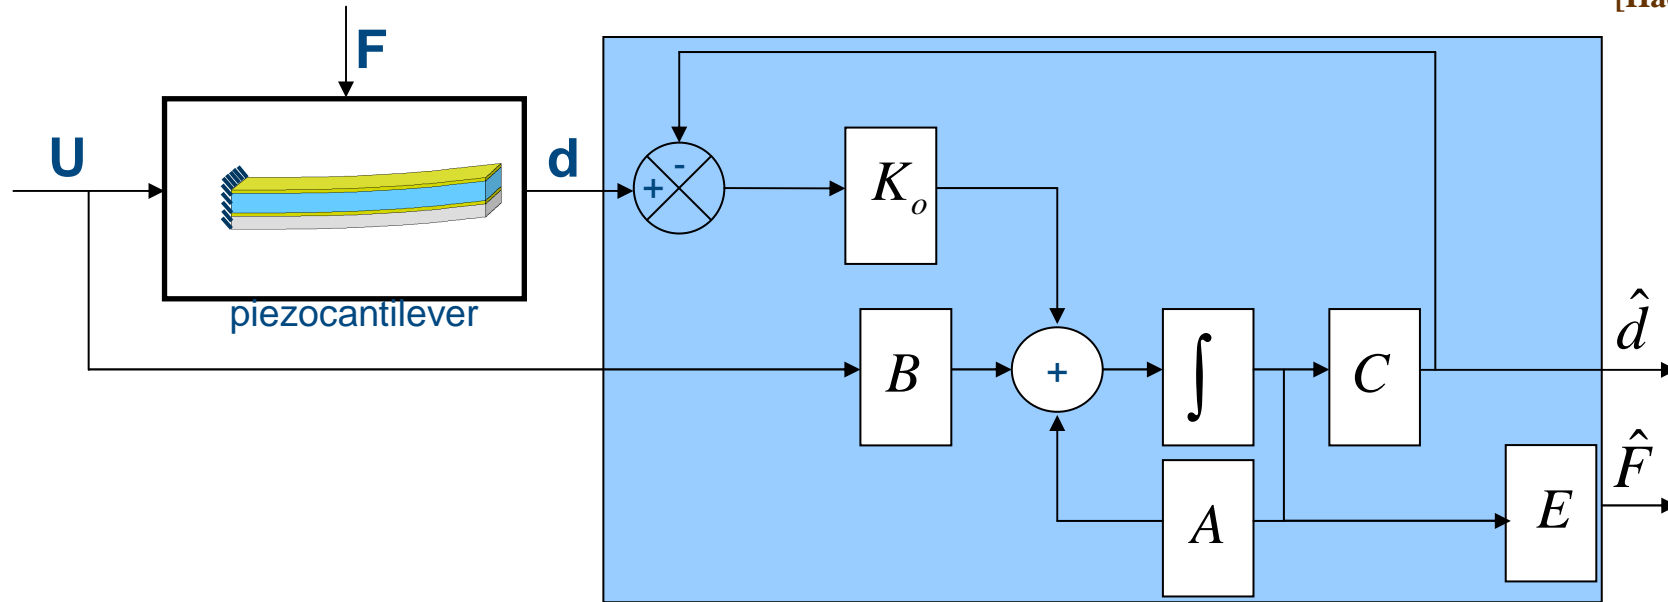 F
U
d
- 
+
K_o
piezocantilever
B
+
∫
C
d̂
F̂
A
E